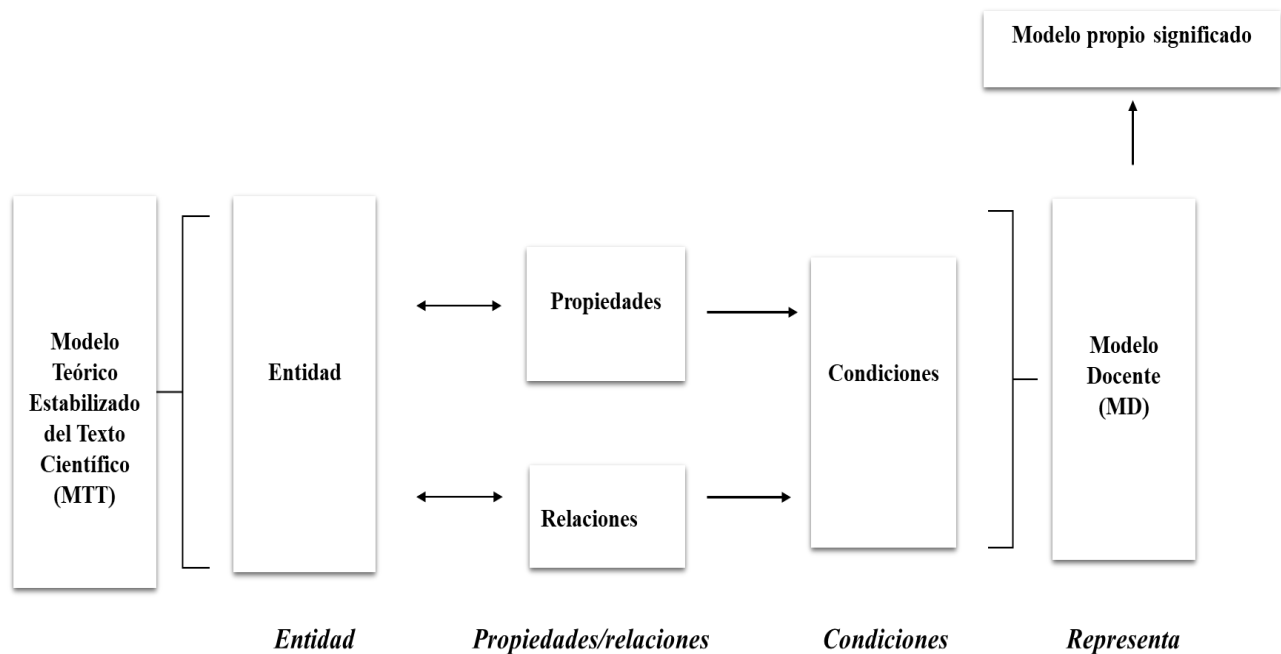 Modelo propio significado
Modelo
Teórico
Estabilizado
del Texto
Científico
(MTT)
Entidad
Propiedades
Relaciones
Condiciones
Modelo
Docente
(MD)
Entidad
Propiedades/relaciones
Condiciones
Representa